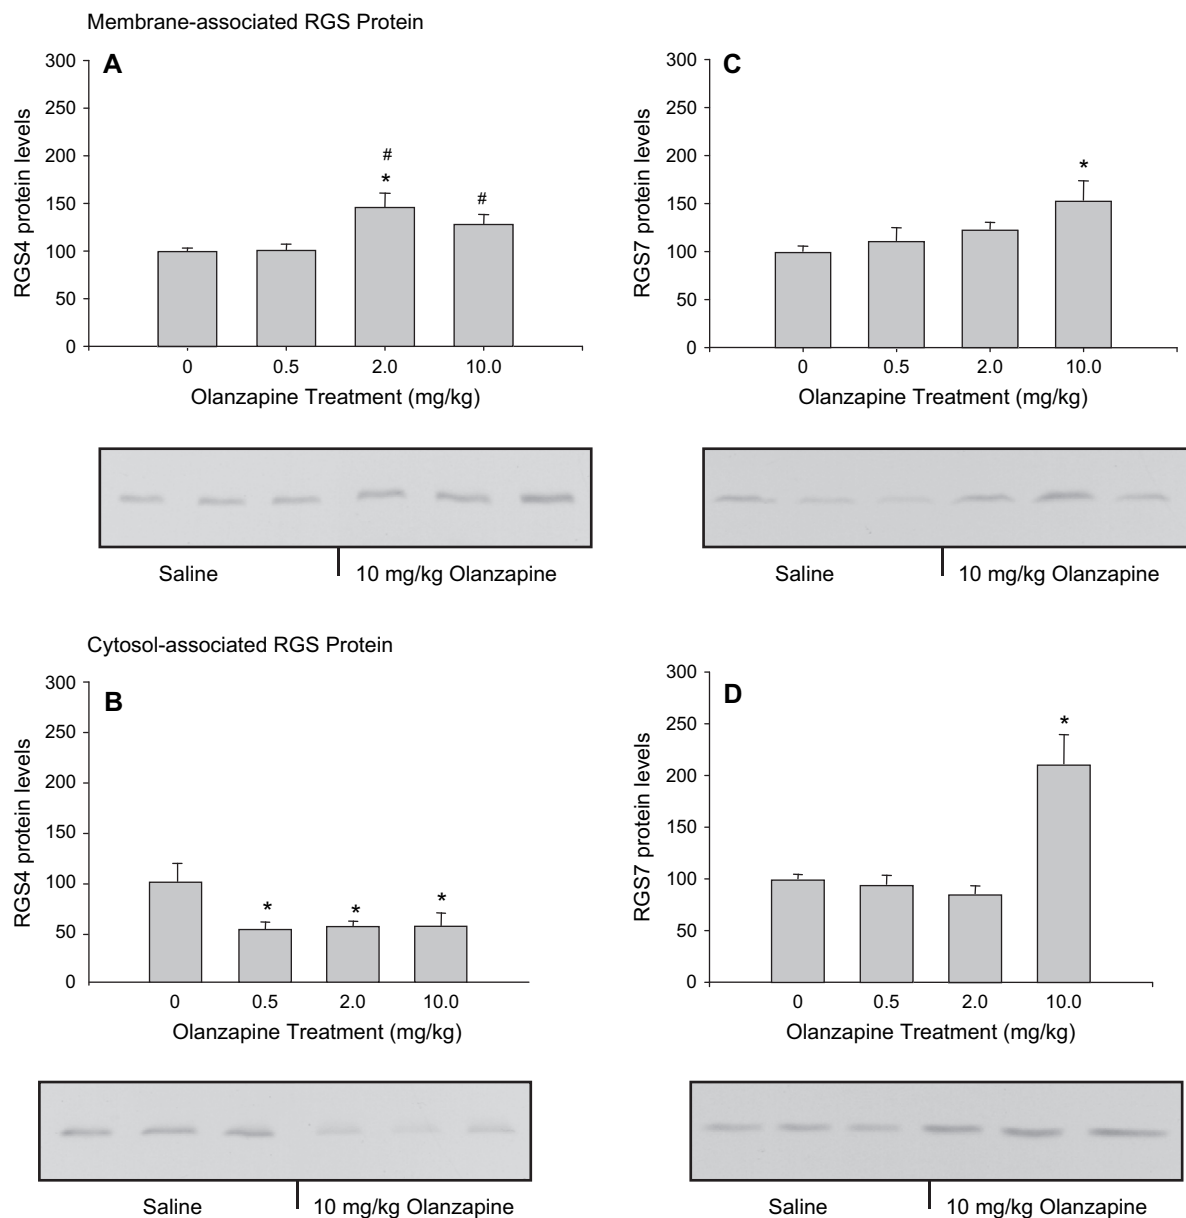 Membrane-associated RGS Protein
A
300
250
200
150
100
50
0
RGS4 protein levels
#
*
#
0 0.5 2.0 10.0
Olanzapine Treatment (mg/kg)
Saline 10 mg/kg Olanzapine
C
300
250
200
150
100
50
0
RGS7 protein levels
*
0 0.5 2.0 10.0
Olanzapine Treatment (mg/kg)
Saline 10 mg/kg Olanzapine
Cytosol-associated RGS Protein
B
300
250
200
150
100
50
0
RGS4 protein levels
* * *
0 0.5 2.0 10.0
Olanzapine Treatment (mg/kg)
Saline 10 mg/kg Olanzapine
D
300
250
200
150
100
50
0
RGS7 protein levels
*
0 0.5 2.0 10.0
Olanzapine Treatment (mg/kg)
Saline 10 mg/kg Olanzapine